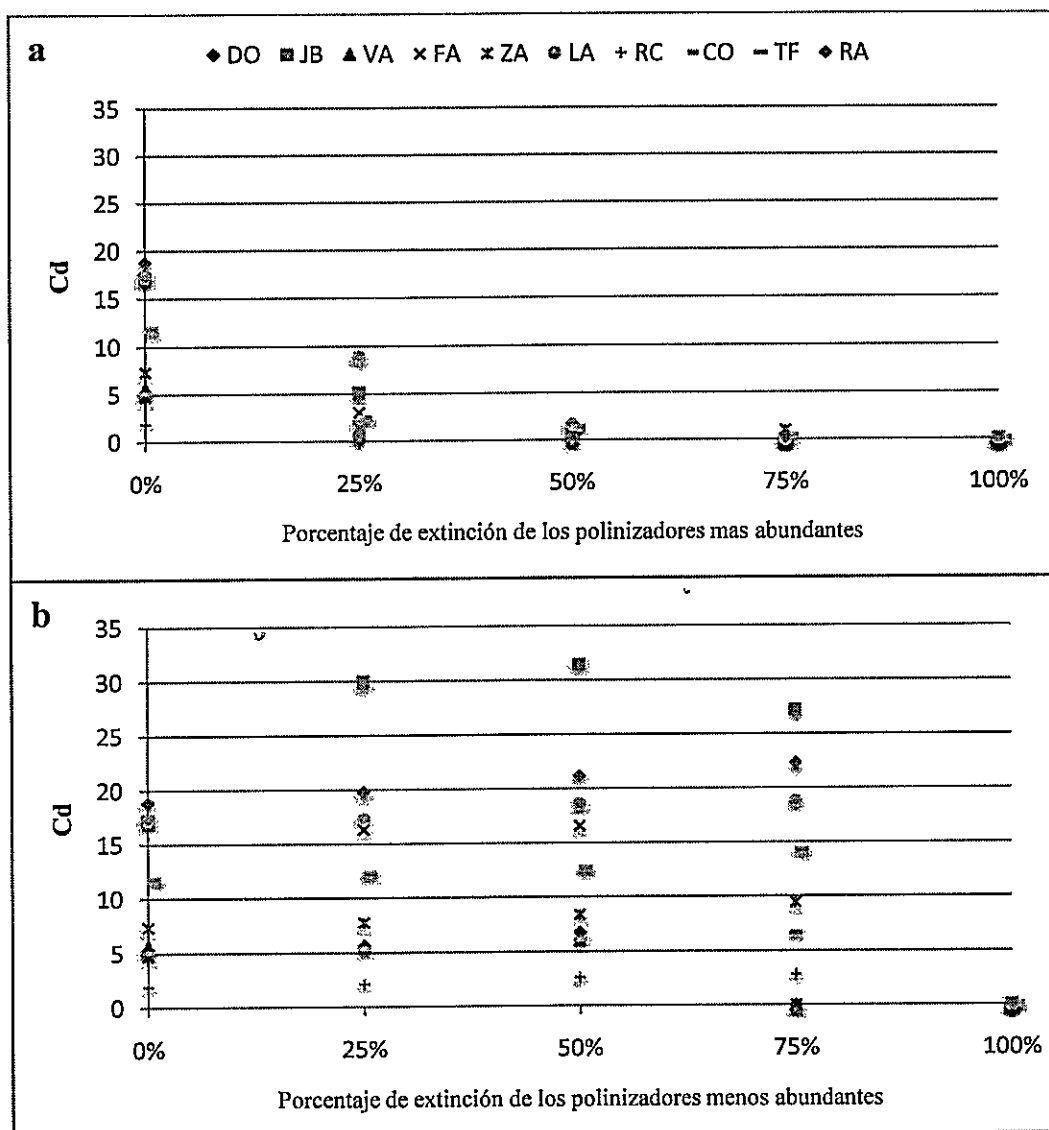 a
◆ DO ■ JB ▲ VA × FA ж ZA ● LA + RC - CO - TF ◆ RA
35
30
25
20
15
10
5
0
Cd
0% 25% 50% 75% 100%
Porcentaje de extinción de los polinizadores mas abundantes
b
35
30
25
20
15
10
5
0
Cd
0% 25% 50% 75% 100%
Porcentaje de extinción de los polinizadores menos abundantes